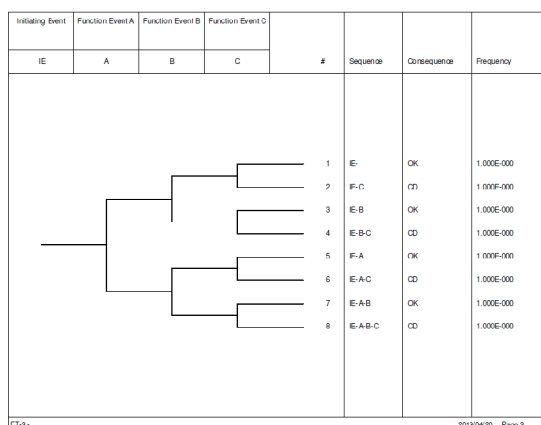 Initiating Event Function Event A Function Event B Function Event C
IE A B C # Sequence Consequence Frequency
1 IE- OK 1.000E-000
2 IE-C CD 1.000E-000
3 IE-B OK 1.000E-000
4 IE-B-C CD 1.000E-000
5 IE-A OK 1.000E-000
6 IE-A-C CD 1.000E-000
7 IE-A-B OK 1.000E-000
8 IE-A-B-C CD 1.000E-000
Page 3